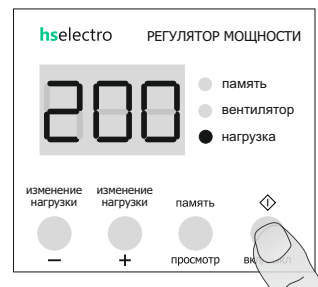 hselectro РЕГУЛЯТОР МОЩНОСТИ
200
память
вентилятор
нагрузка
изменение нагрузки
изменение нагрузки
память
−
+
просмотр